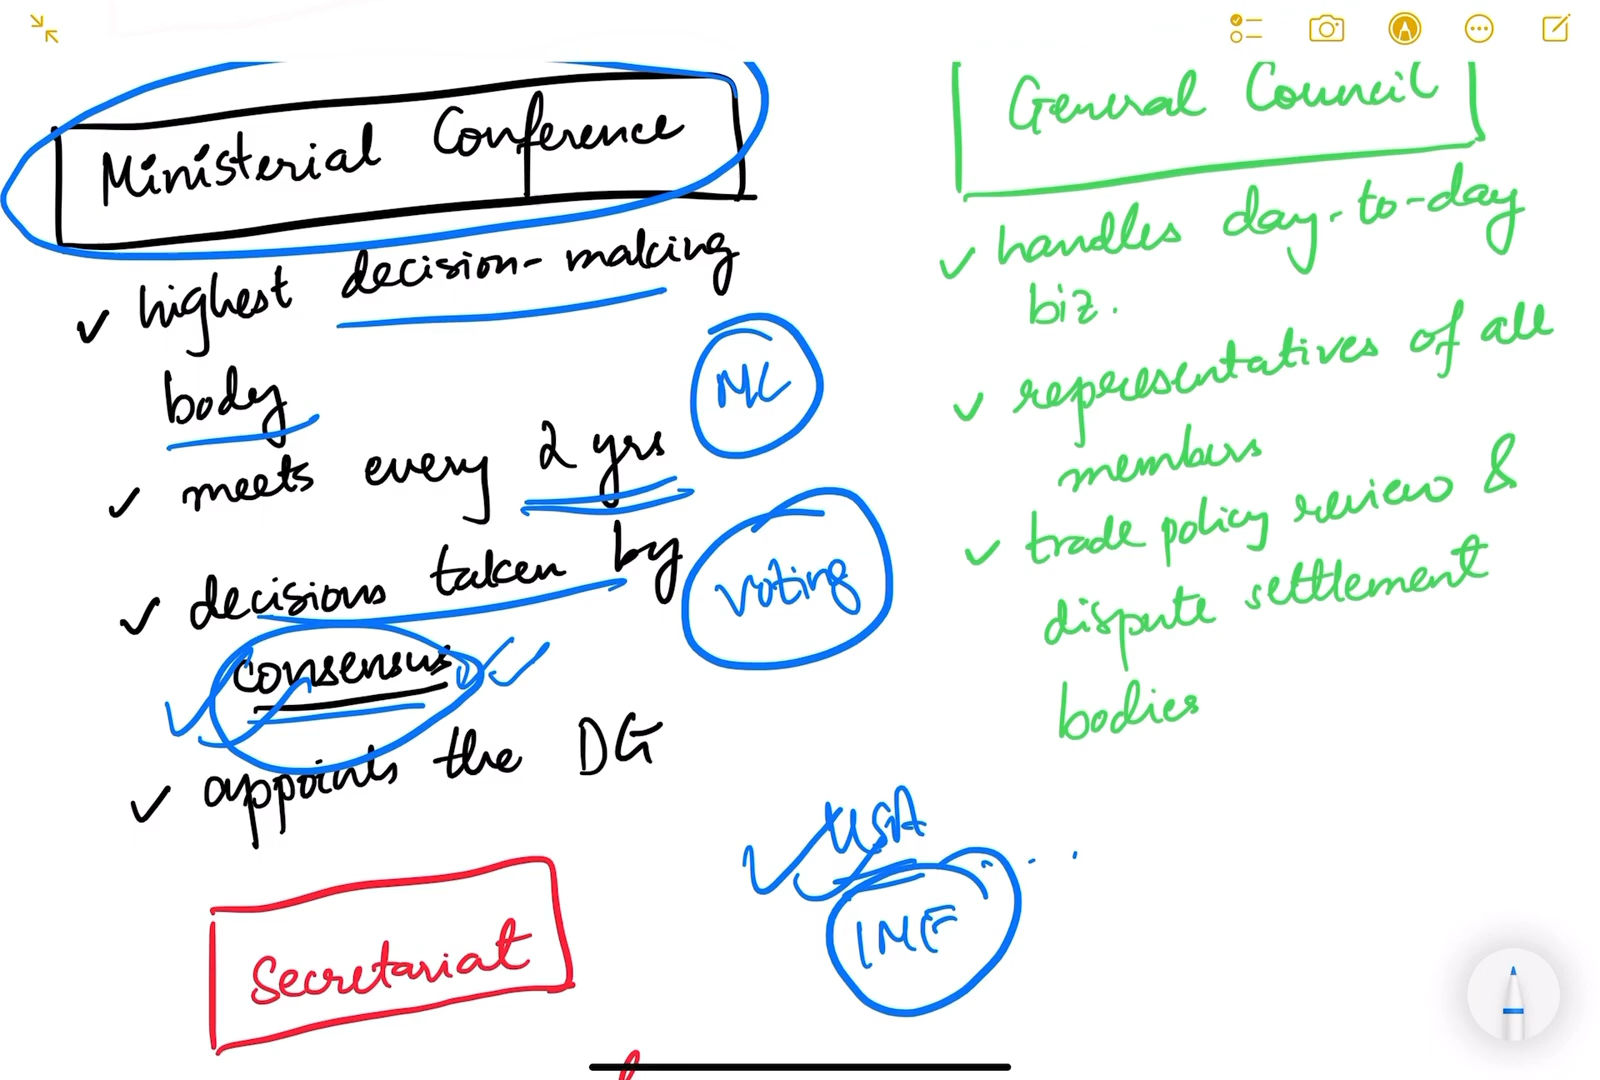 Ministerial Conference
✓ highest decision-making
body
✓ meets every 2 yrs
✓ decisions taken by
consensus
✓ appoints the DG
MC
voting
General Council
✓ handles day-to-day
biz.
✓ representatives of all
members
✓ trade policy review &
dispute settlement
bodies
USA
IMF
Secretariat